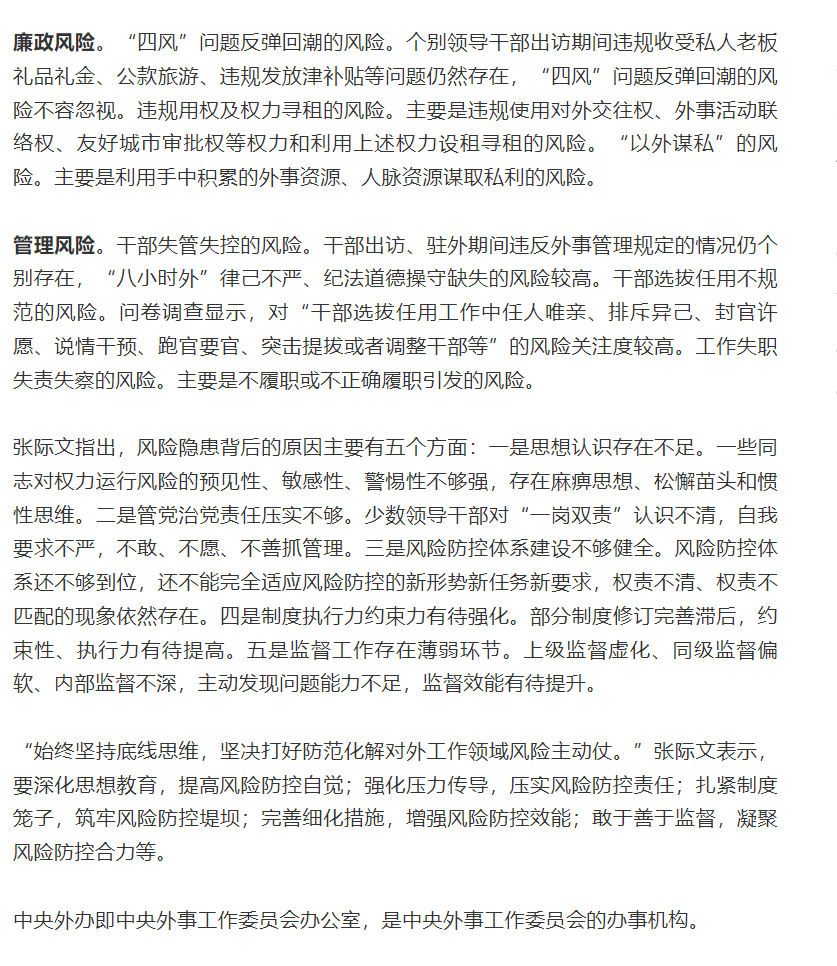 廉政风险。“四风”问题反弹回潮的风险。个别领导干部出访期间违规收受私人老板
礼品礼金、公款旅游、违规发放津补贴等问题仍然存在，“四风”问题反弹回潮的风
险不容忽视。违规用权及权力寻租的风险。主要是违规使用对外交往权、外事活动联
络权、友好城市审批权等权力和利用上述权力设租寻租的风险。“以外谋私”的风
险。主要是利用手中积累的外事资源、人脉资源谋取私利的风险。
管理风险。干部失管失控的风险。干部出访、驻外期间违反外事管理规定的情况仍个
别存在，“八小时外”律己不严、纪法道德操守缺失的风险较高。干部选拔任用不规
范的风险。问卷调查显示，对“干部选拔任用工作中任人唯亲、排斥异己、封官许
愿、说情干预、跑官要官、突击提拔或者调整干部等”的风险关注度较高。工作失职
失责失察的风险。主要是不履职或不正确履职引发的风险。
张际文指出，风险隐患背后的原因主要有五个方面：一是思想认识存在不足。一些同
志对权力运行风险的预见性、敏感性、警惕性不够强，存在麻痹思想、松懈苗头和惯
性思维。二是管党治党责任压实不够。少数领导干部对“一岗双责”认识不清，自我
要求不严，不敢、不愿、不善抓管理。三是风险防控体系建设不够健全。风险防控体
系还不够到位，还不能完全适应风险防控的新形势新任务新要求，权责不清、权责不
匹配的现象依然存在。四是制度执行力约束力有待强化。部分制度修订完善滞后，约
束性、执行力有待提高。五是监督工作存在薄弱环节。上级监督虚化、同级监督偏
软、内部监督不深，主动发现问题能力不足，监督效能有待提升。
“始终坚持底线思维，坚决打好防范化解对外工作领域风险主动仗。”张际文表示，
要深化思想教育，提高风险防控自觉；强化压力传导，压实风险防控责任；扎紧制度
笼子，筑牢风险防控堤坝；完善细化措施，增强风险防控效能；敢于善于监督，凝聚
风险防控合力等。
中央外办即中央外事工作委员会办公室，是中央外事工作委员会的办事机构。